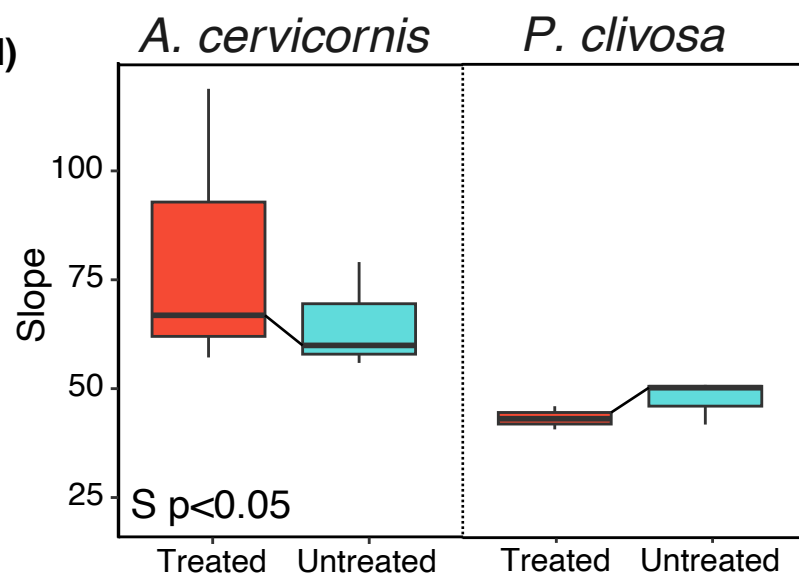 A. cervicornis P. clivosa
Slope
100
75
50
25
S p<0.05
Treated Untreated Treated Untreated